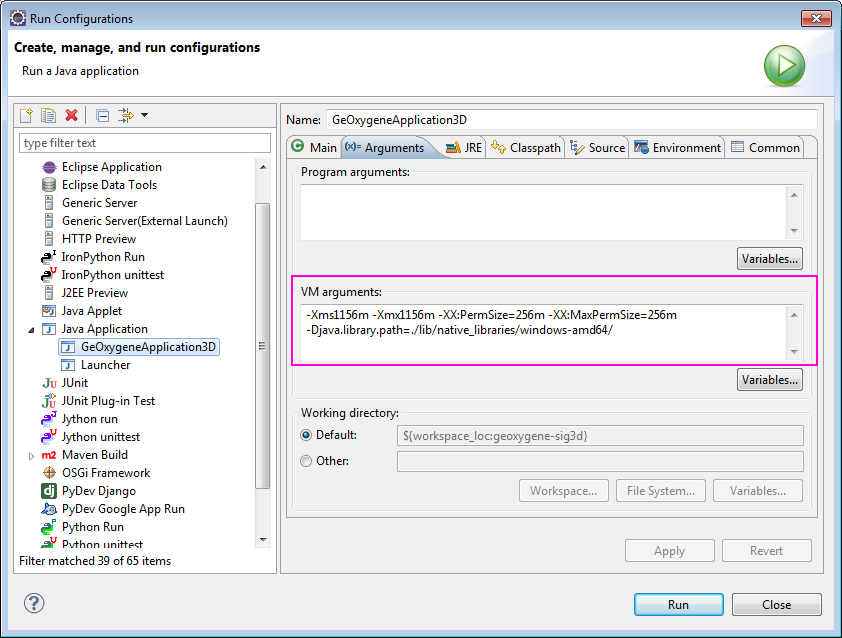 Run Configurations
Create, manage, and run configurations
Run a Java application
type filter text
Eclipse Application
Eclipse Data Tools
Generic Server
Generic Server(External Launch)
HTTP Preview
IronPython Run
IronPython unittest
J2EE Preview
Java Applet
Java Application
GeOxygeneApplication3D
Launcher
JUnit
JUnit Plug-in Test
Jython run
Jython unittest
Maven Build
OSGi Framework
PyDev Django
PyDev Google App Run
Python Run
Python unittest
Filter matched 39 of 65 items
Name: GeOxygeneApplication3D
Main (x)= Arguments JRE Classpath Source Environment Common
Program arguments:
Variables...
VM arguments:
-Xms1156m -Xmx1156m -XX:PermSize=256m -XX:MaxPermSize=256m
-Djava.library.path=./lib/native_libraries/windows-amd64/
Variables...
Working directory:
Default: ${workspace_loc:geoxygene-sig3d}
Other:
Workspace... File System... Variables...
Apply Revert
Run Close